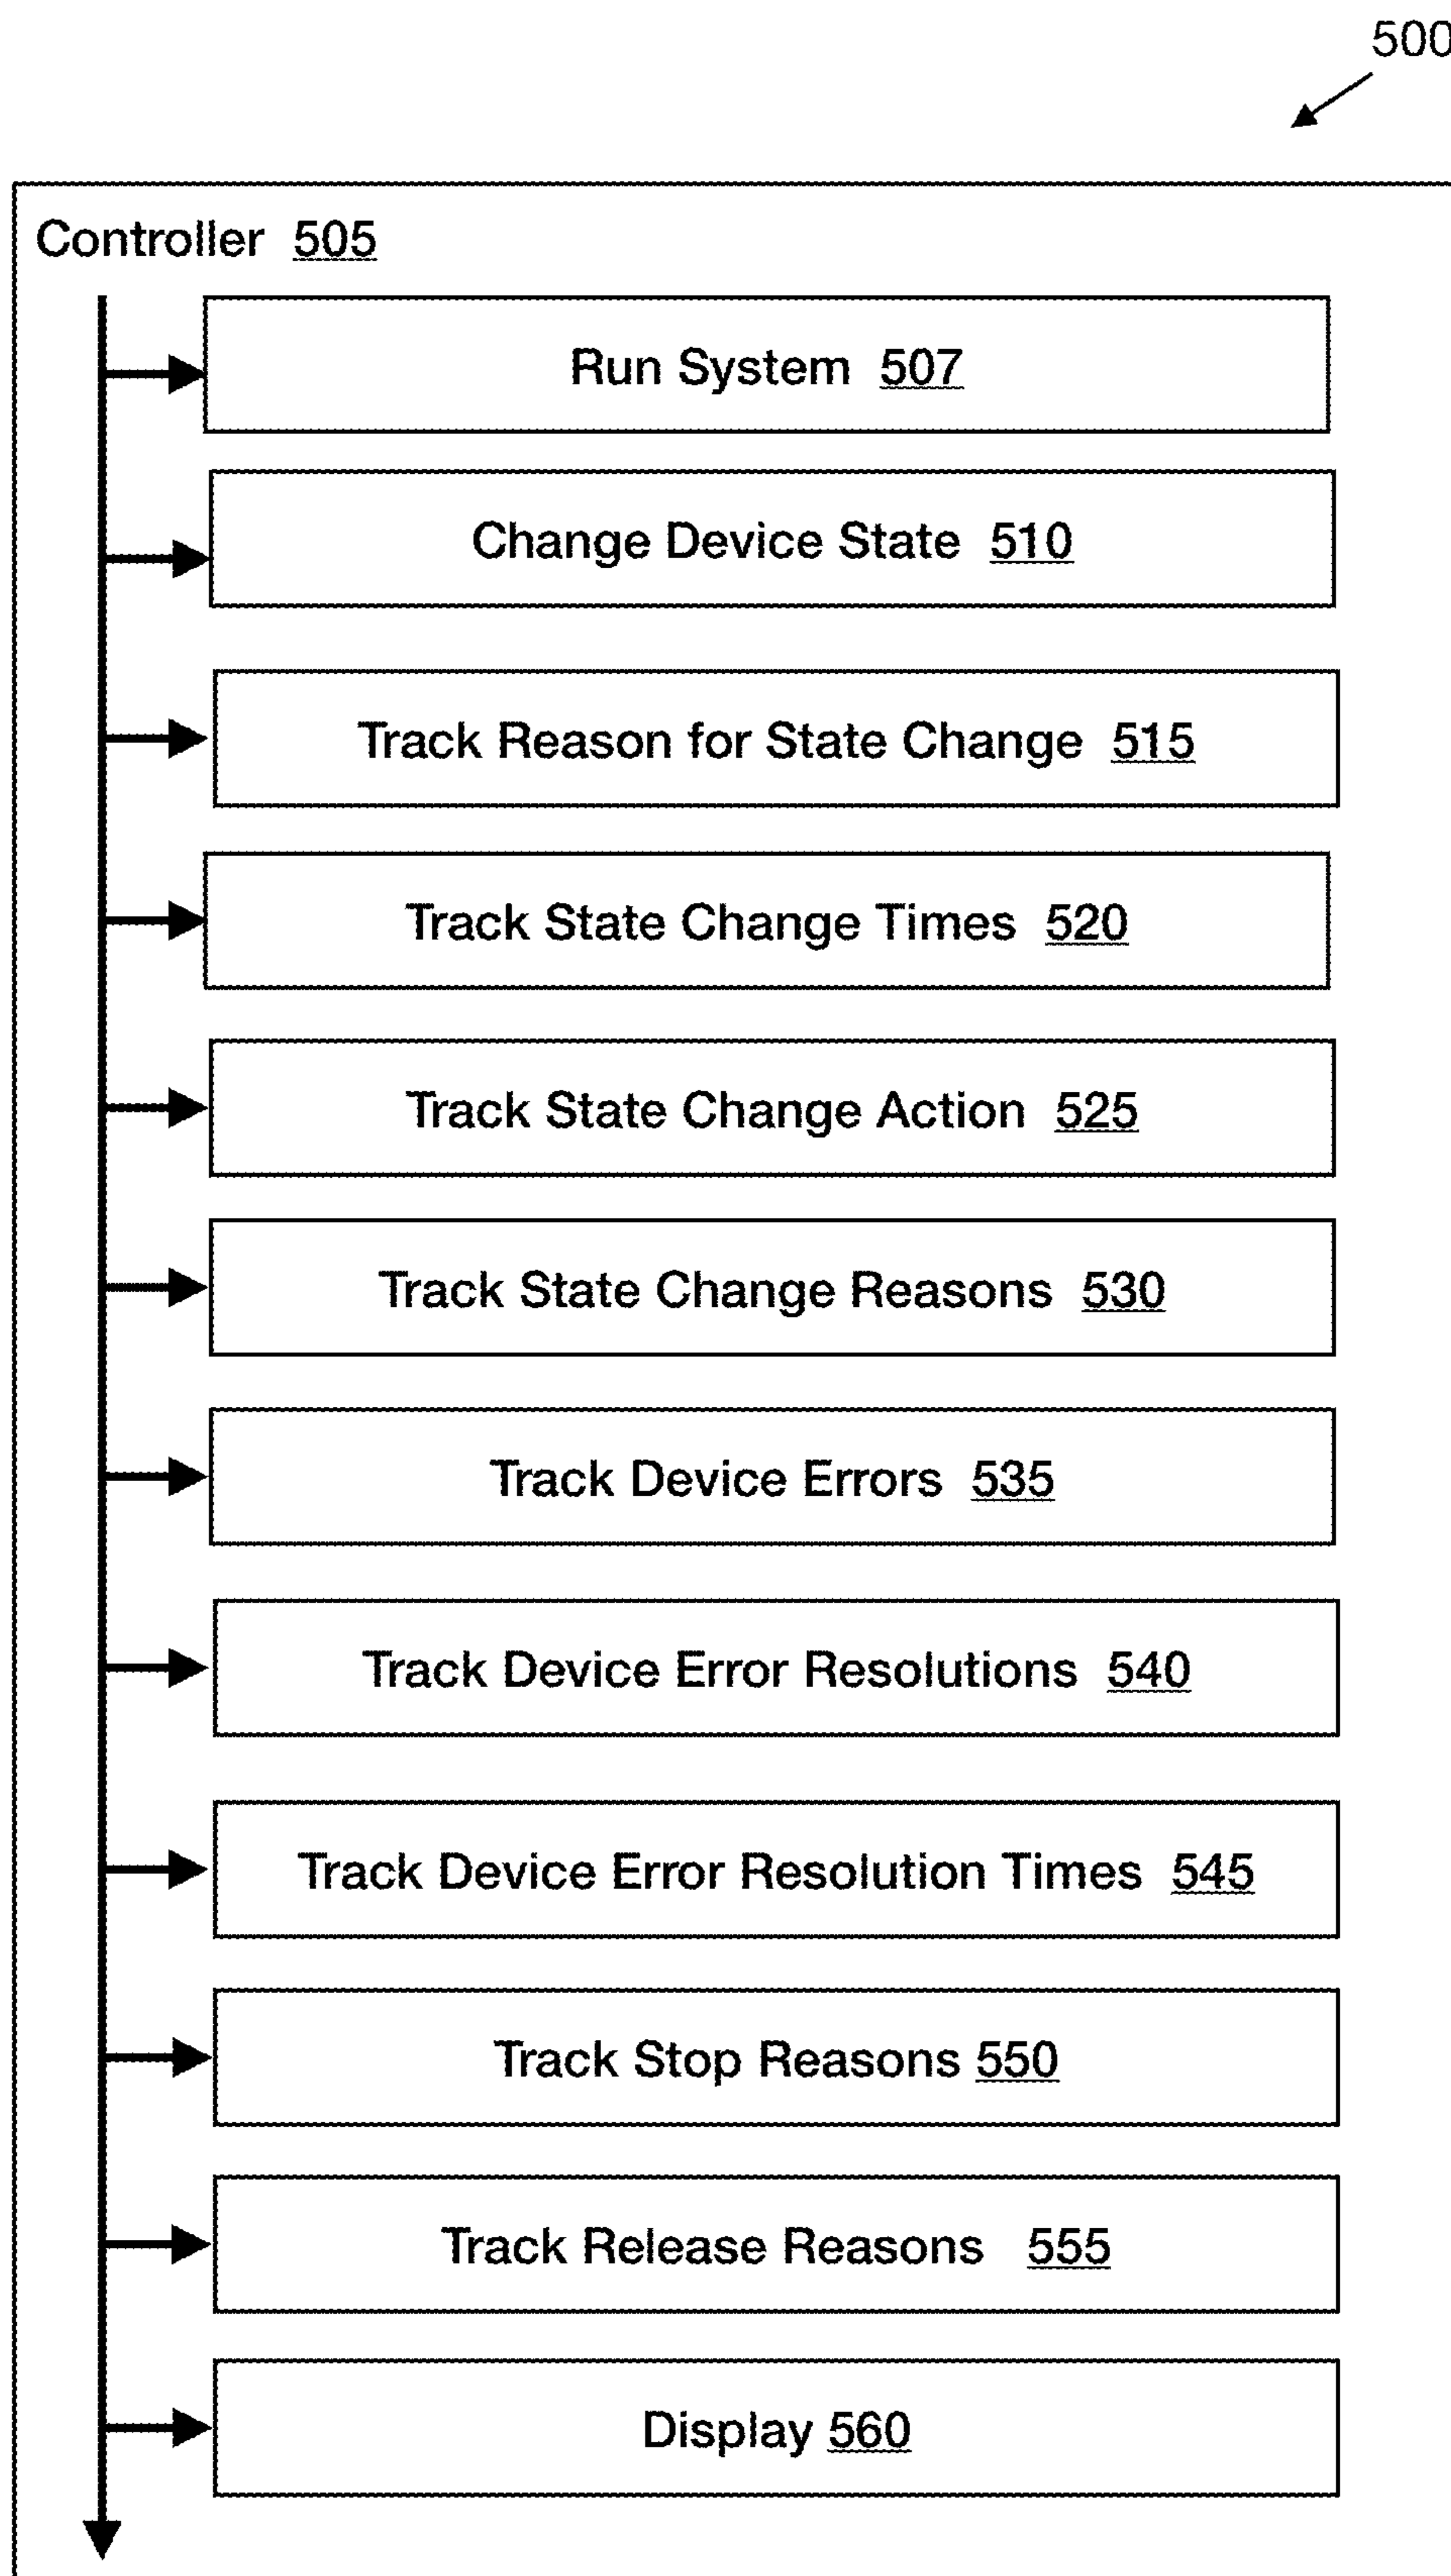 500
Controller 505
Run System 507
Change Device State 510
Track Reason for State Change 515
Track State Change Times 520
Track State Change Action 525
Track State Change Reasons 530
Track Device Errors 535
Track Device Error Resolutions 540
Track Device Error Resolution Times 545
Track Stop Reasons 550
Track Release Reasons 555
Display 560